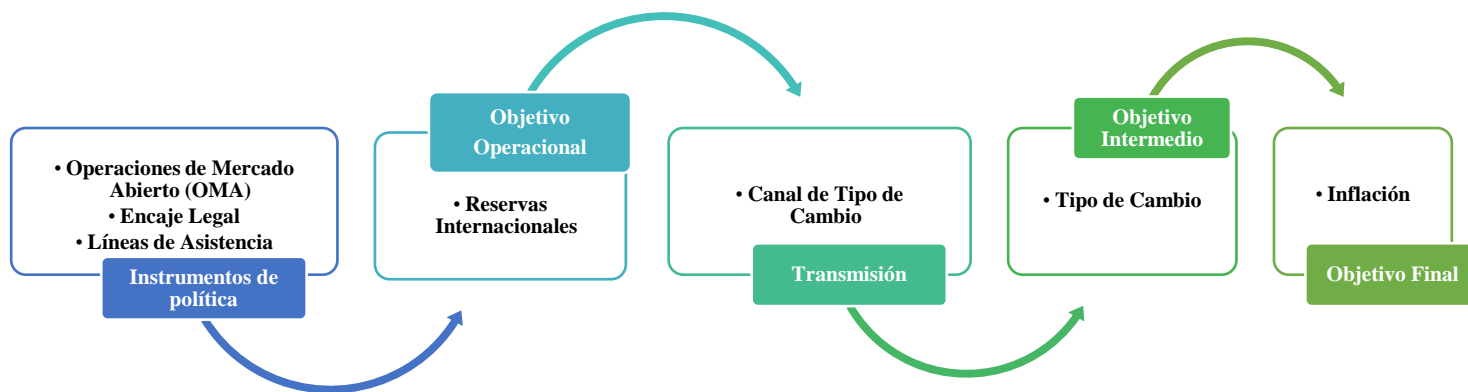 • Operaciones de Mercado
Abierto (OMA)
• Encaje Legal
• Líneas de Asistencia
Instrumentos de
política
Objetivo
Operacional
• Reservas
Internacionales
• Canal de Tipo de
Cambio
Transmisión
Objetivo
Intermedio
• Tipo de Cambio
• Inflación
Objetivo Final